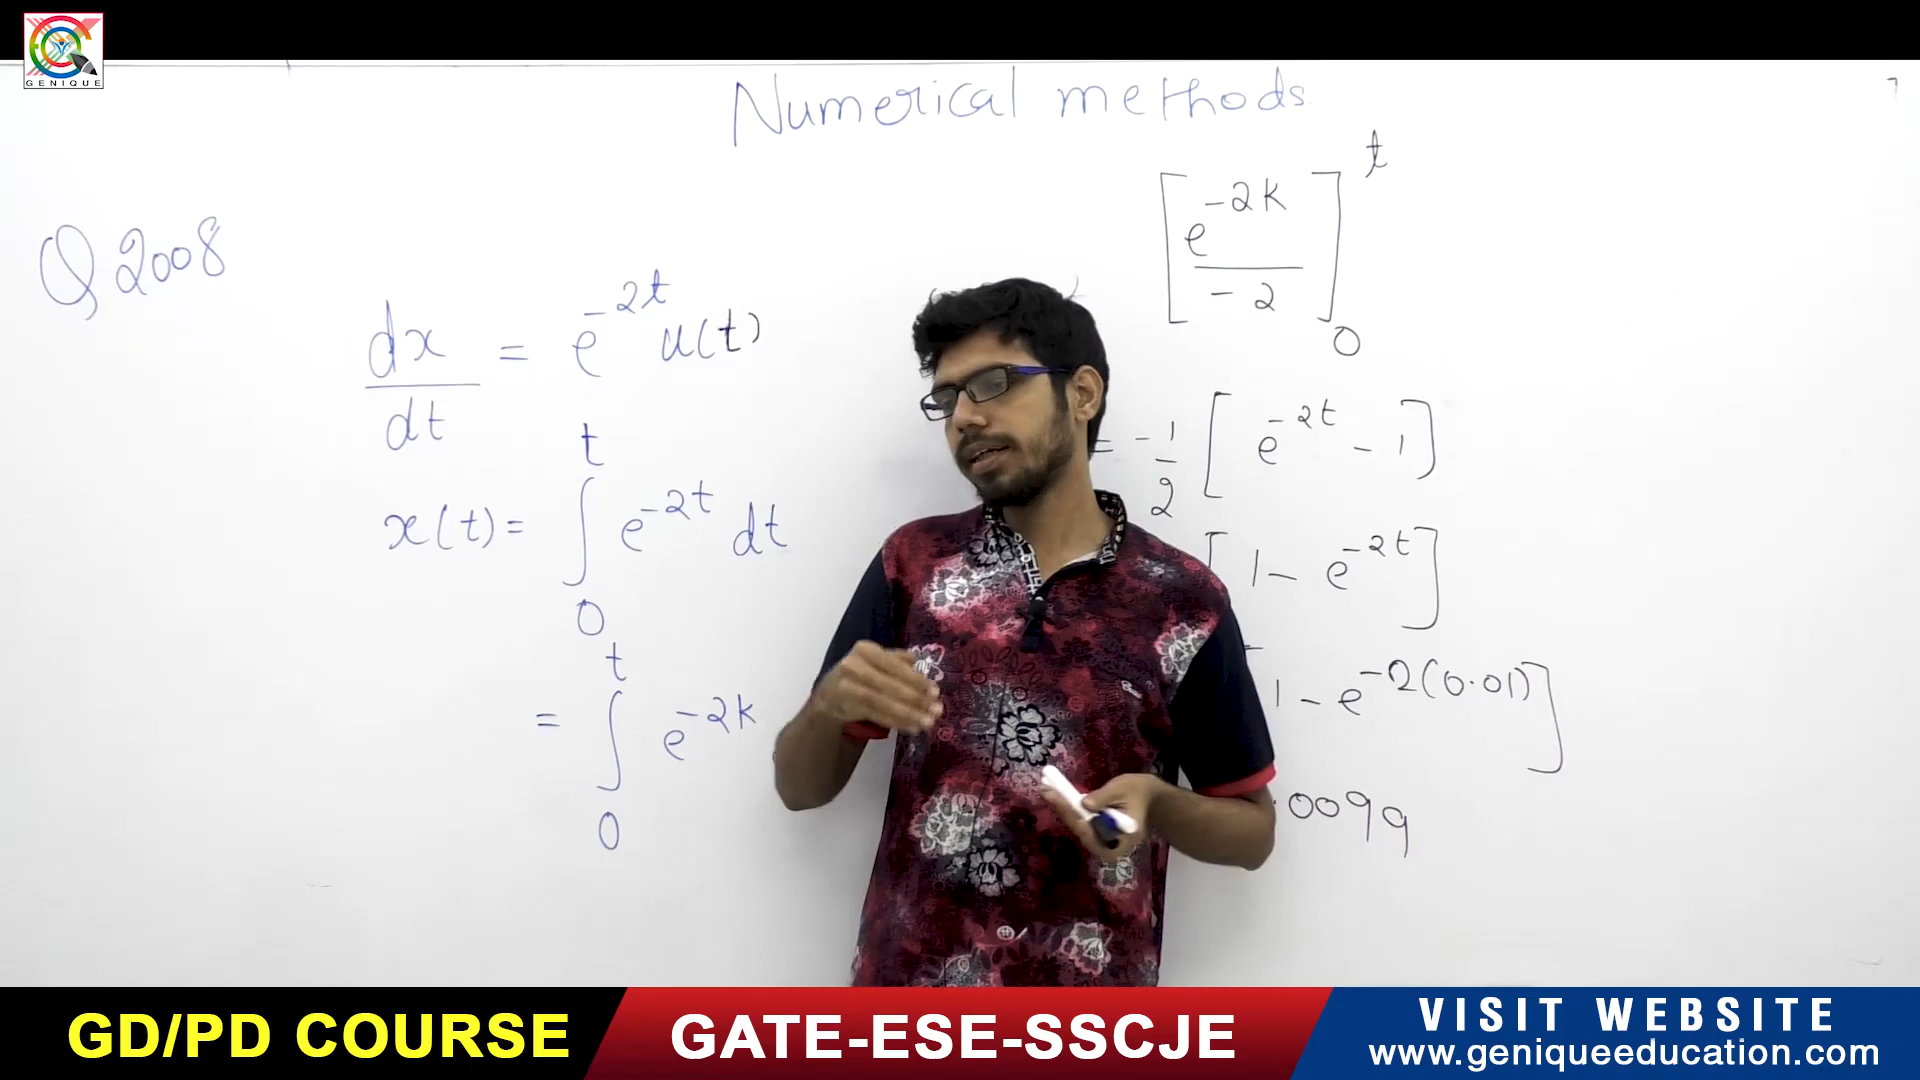 GENIQUE
Numerical methods
Q 2008
dx/dt = e^-2t u(t)
x(t) = ∫_0^t e^-2t dt
= ∫_0^t e^-2k
[e^-2k/-2]_0^t
= -1/2 [e^-2t - 1]
[1 - e^-2t]
1 - e^-2(0.01)]
.0099
GD/PD COURSE
GATE-ESE-SSCJE
VISIT WEBSITE
www.geniqueeducation.com